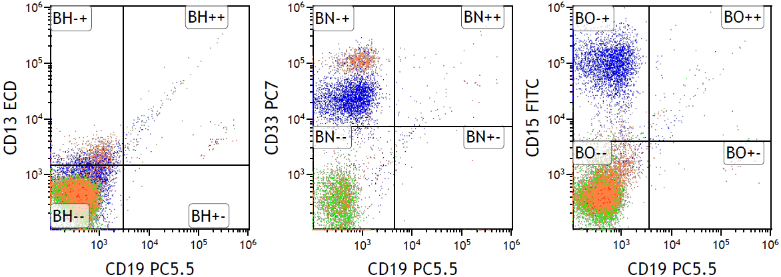 BH-+ BH++
BH-- BH+-
CD13 ECD
10⁶
10⁵
10⁴
10³
10³ 10⁴ 10⁵ 10⁶
CD19 PC5.5
BN-+ BN++
BN-- BN+-
CD33 PC7
10⁶
10⁵
10⁴
10³
10³ 10⁴ 10⁵ 10⁶
CD19 PC5.5
BO-+ BO++
BO-- BO+-
CD15 FITC
10⁶
10⁵
10⁴
10³
10³ 10⁴ 10⁵ 10⁶
CD19 PC5.5